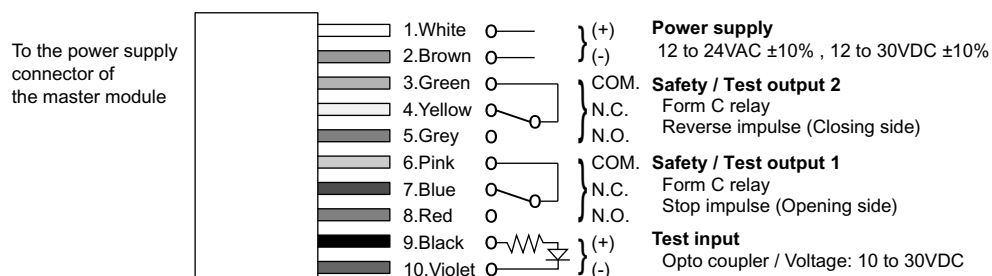 To the power supply
connector of
the master module
1.White (+) Power supply
2.Brown (-) 12 to 24VAC ±10% , 12 to 30VDC ±10%
3.Green COM. Safety / Test output 2
4.Yellow N.C. Form C relay
5.Grey N.O. Reverse impulse (Closing side)
6.Pink COM. Safety / Test output 1
7.Blue N.C. Form C relay
8.Red N.O. Stop impulse (Opening side)
9.Black (+) Test input
10.Violet (-) Opto coupler / Voltage: 10 to 30VDC